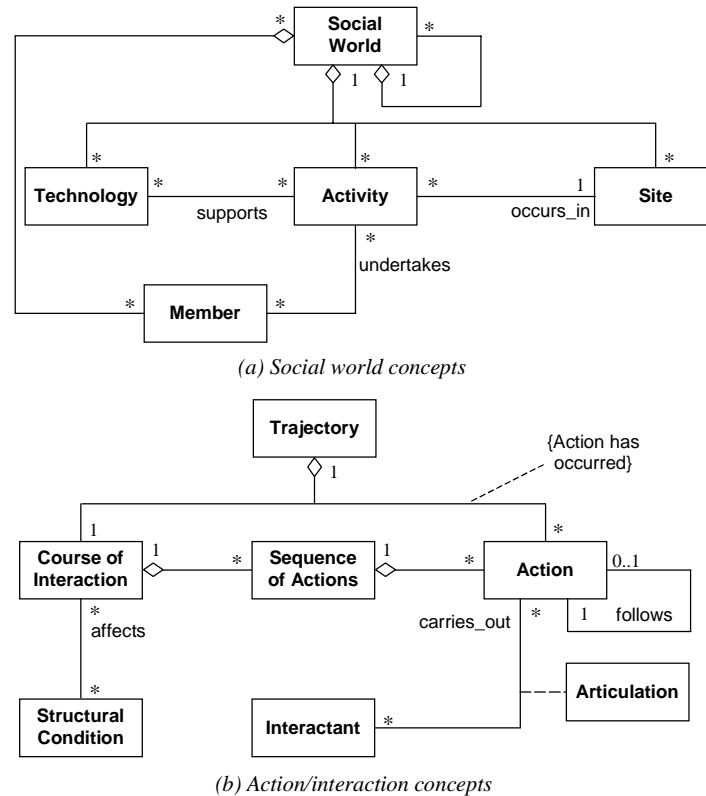 *
Social
World
*
1
1
*
*
*
Technology
*
*
Activity
*
1
Site
supports
occurs_in
*
undertakes
*
Member
*
(a) Social world concepts
Trajectory
1
{Action has
occurred}
1
*
Course of
Interaction
1
*
Sequence
of Actions
1
*
Action
0..1
*
affects
carries_out
*
1
follows
*
Structural
Condition
Interactant
*
Articulation
(b) Action/interaction concepts